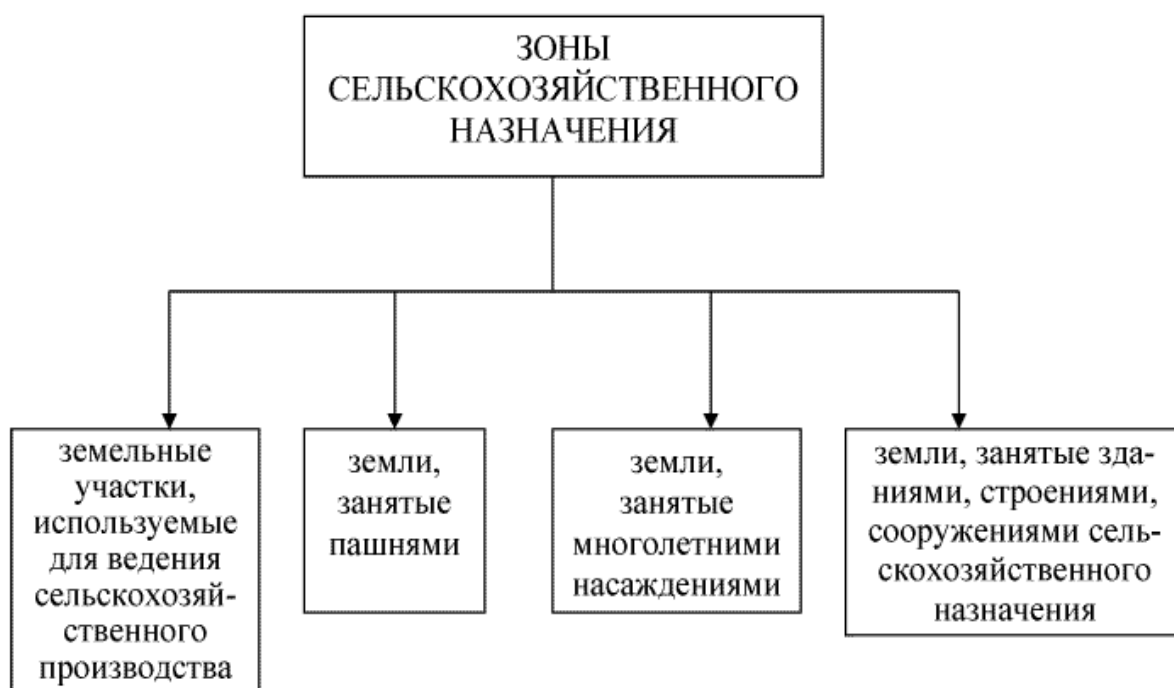 ЗОНЫ
СЕЛЬСКОХОЗЯЙСТВЕННОГО
НАЗНАЧЕНИЯ
земельные
участки,
используемые
для ведения
сельскохозяй-
ственного
производства
земли,
занятые
пашнями
земли,
занятые
многолетними
насаждениями
земли, занятые зда-
ниями, строениями,
сооружениями сель-
скохозяйственного
назначения